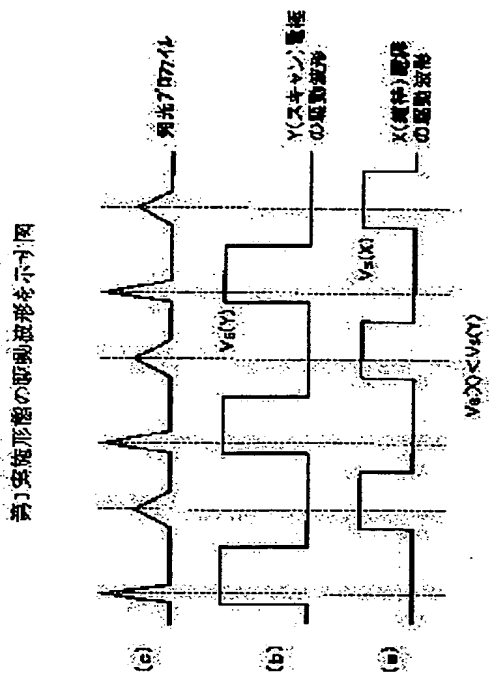 第1実施形態の駆動波形を示す図
(c)
発光プロファイル
(b)
Vs(Y)
Y(スキャン)電極
の駆動波形
(a)
Vs(X)
X(維持)電極
の駆動波形
Vs(X)<Vs(Y)